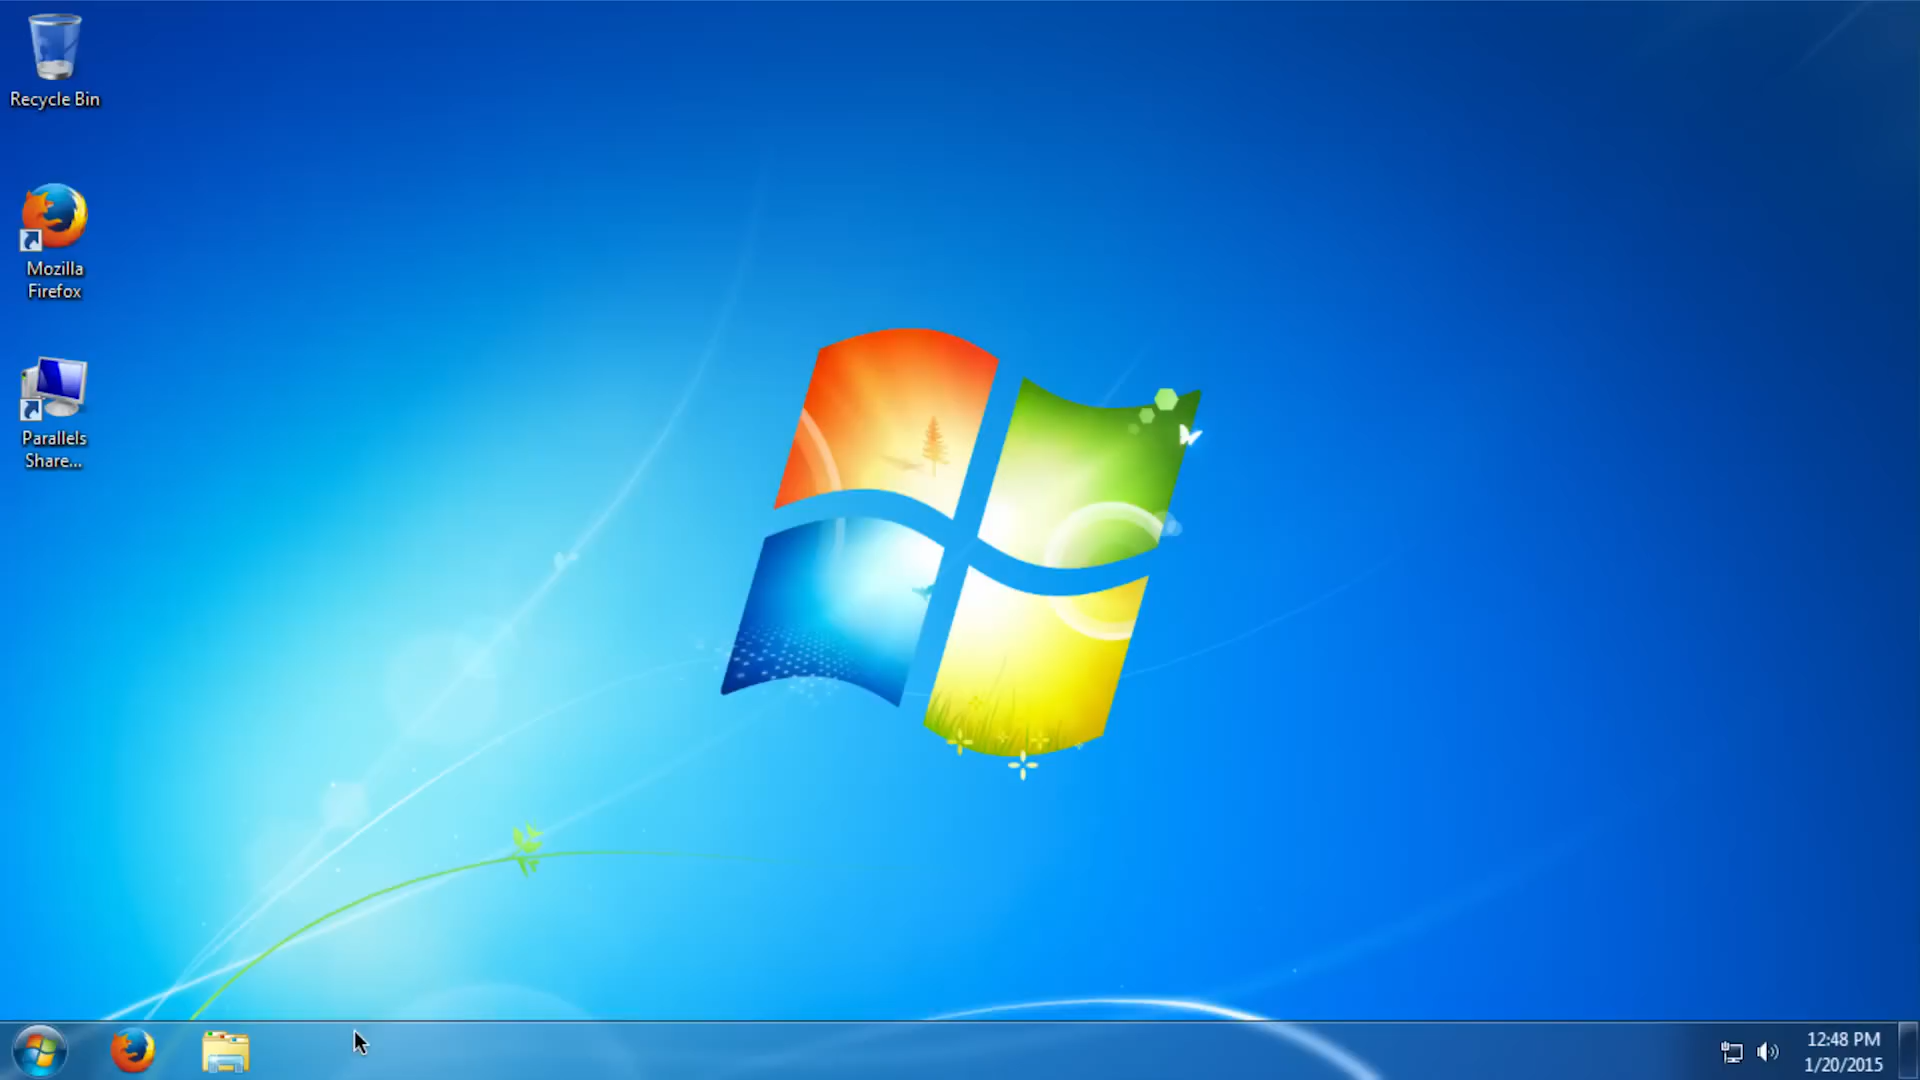 Recycle Bin
Mozilla
Firefox
Parallels
Share...
12:48 PM
1/20/2015